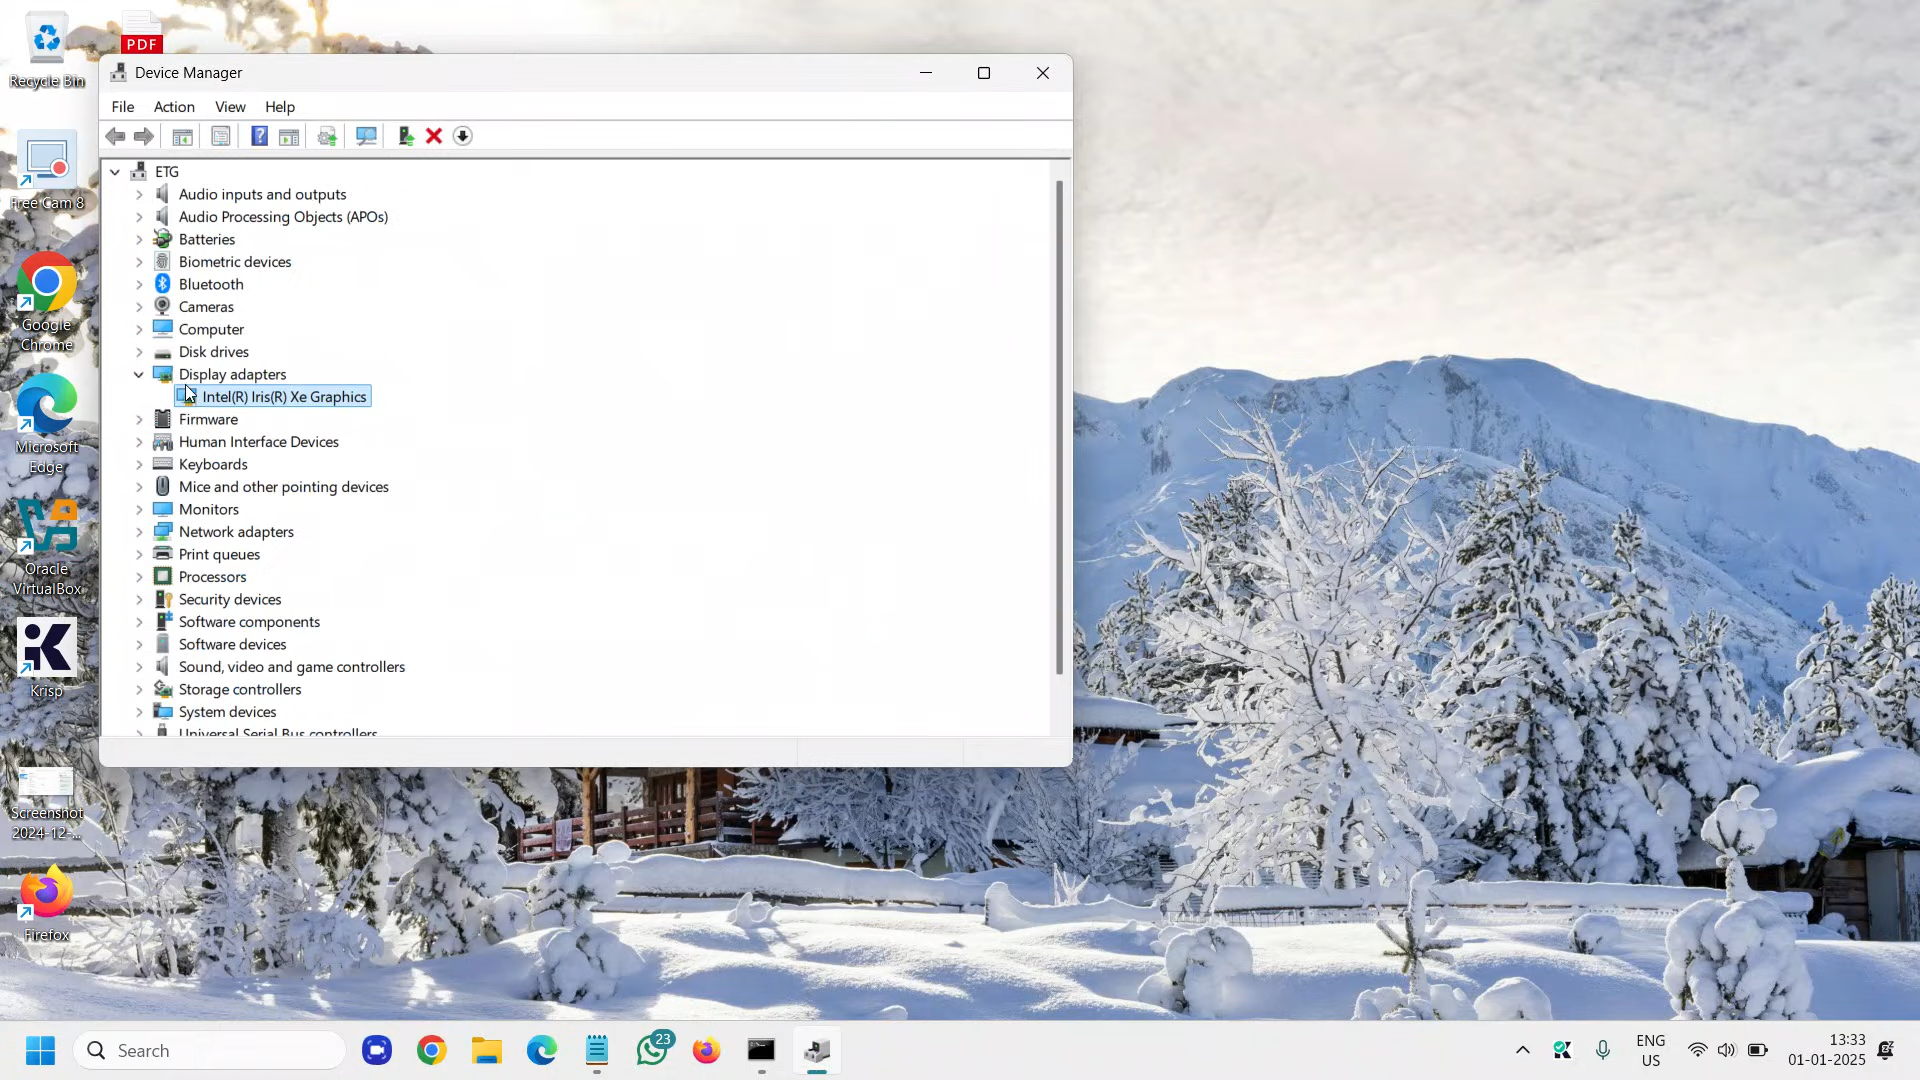 Recycle Bin
PDF
Device Manager
File Action View Help
ETG
Audio inputs and outputs
Audio Processing Objects (APOs)
Batteries
Biometric devices
Bluetooth
Cameras
Computer
Disk drives
Display adapters
Intel(R) Iris(R) Xe Graphics
Firmware
Human Interface Devices
Keyboards
Mice and other pointing devices
Monitors
Network adapters
Print queues
Processors
Security devices
Software components
Software devices
Sound, video and game controllers
Storage controllers
System devices
Universal Serial Bus controllers
Free Cam 8
Google
Chrome
Microsoft
Edge
Oracle
VirtualBox
Krisp
Screenshot
2024-12-...
Firefox
Search
23
ENG
US
13:33
01-01-2025